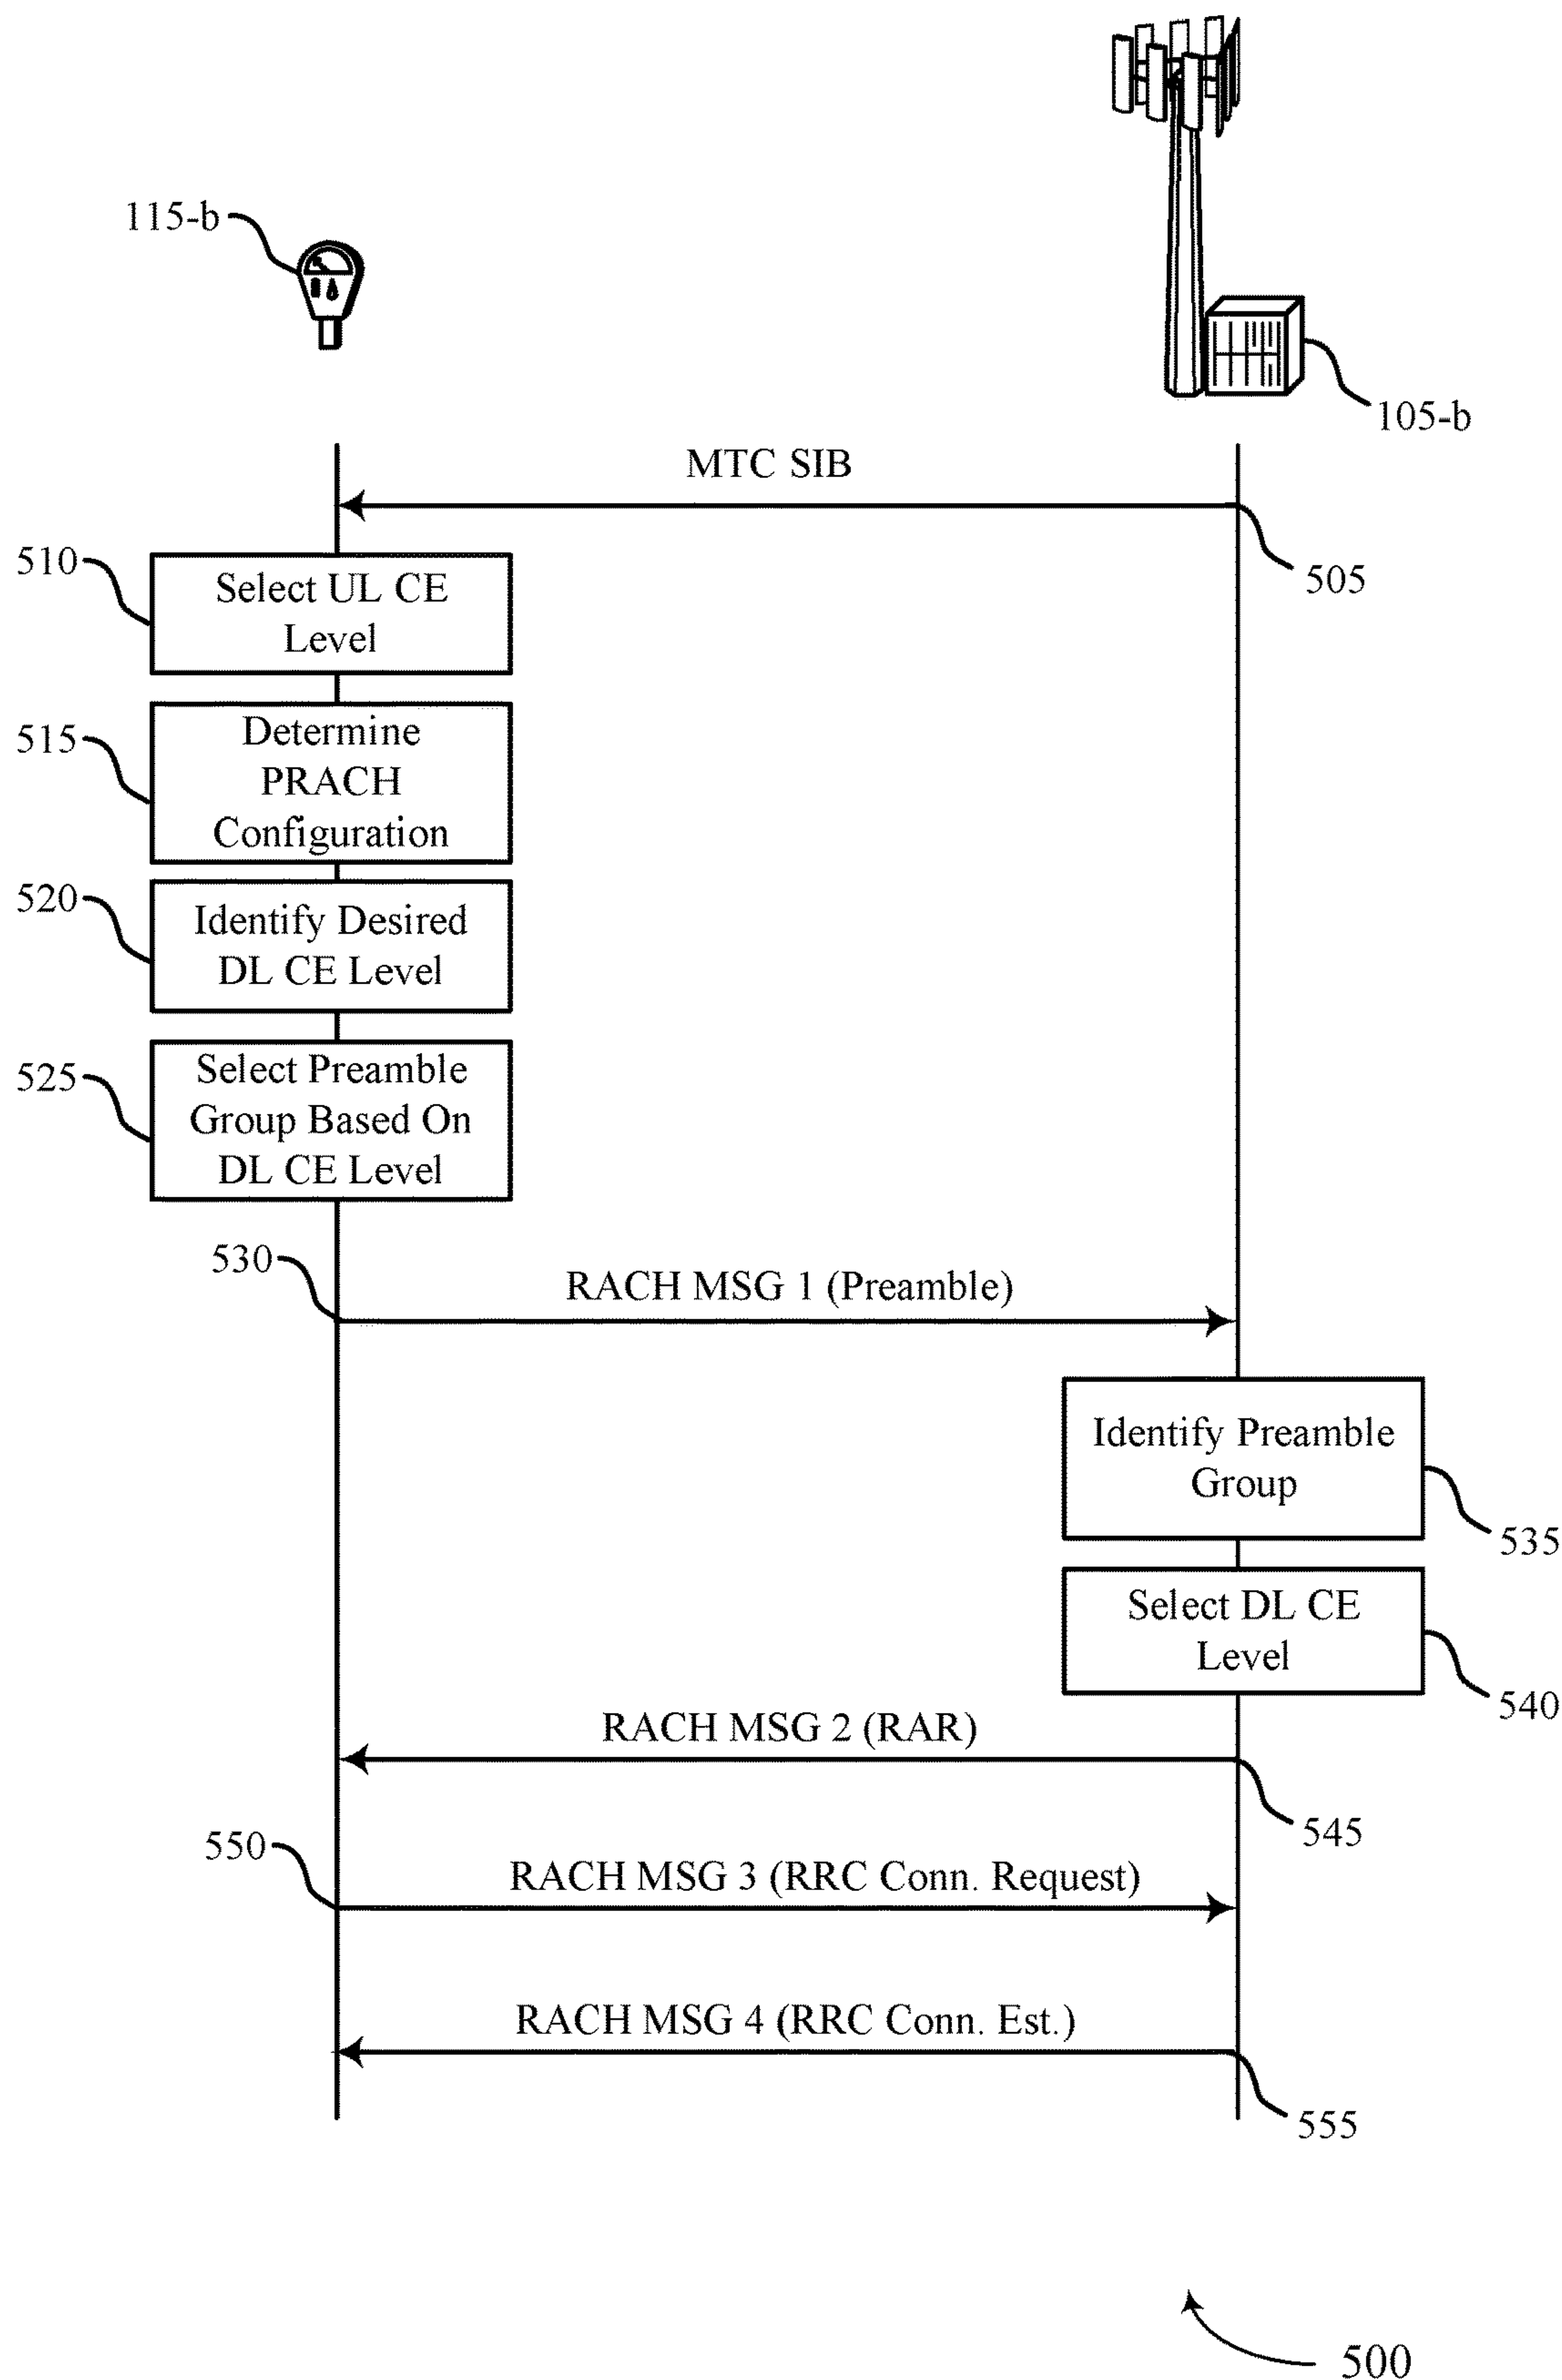 115-b
105-b
MTC SIB
505
510
Select UL CE
Level
515
Determine
PRACH
Configuration
520
Identify Desired
DL CE Level
525
Select Preamble
Group Based On
DL CE Level
530
RACH MSG 1 (Preamble)
Identify Preamble
Group
535
Select DL CE
Level
540
RACH MSG 2 (RAR)
545
550
RACH MSG 3 (RRC Conn. Request)
RACH MSG 4 (RRC Conn. Est.)
555
500